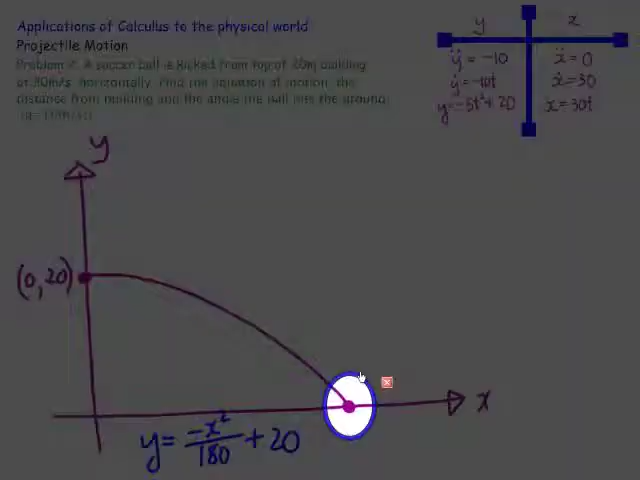 Applications of Calculus to the physical world
Projectile Motion
Problem 2: A soccer ball is kicked from top of 20m building
at 30m/s horizontally. Find the equation of motion, the
distance from building and the angle the ball hits the ground.
y x
ÿ = -10 ẍ = 0
ẏ = -10t ẋ = 30
y = -5t² + 20 x = 30t
y
(0, 20)
x
y = -x²/180 + 20